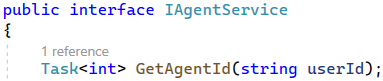 public interface IAgentService
{
1 reference
Task<int> GetAgentId(string userId);